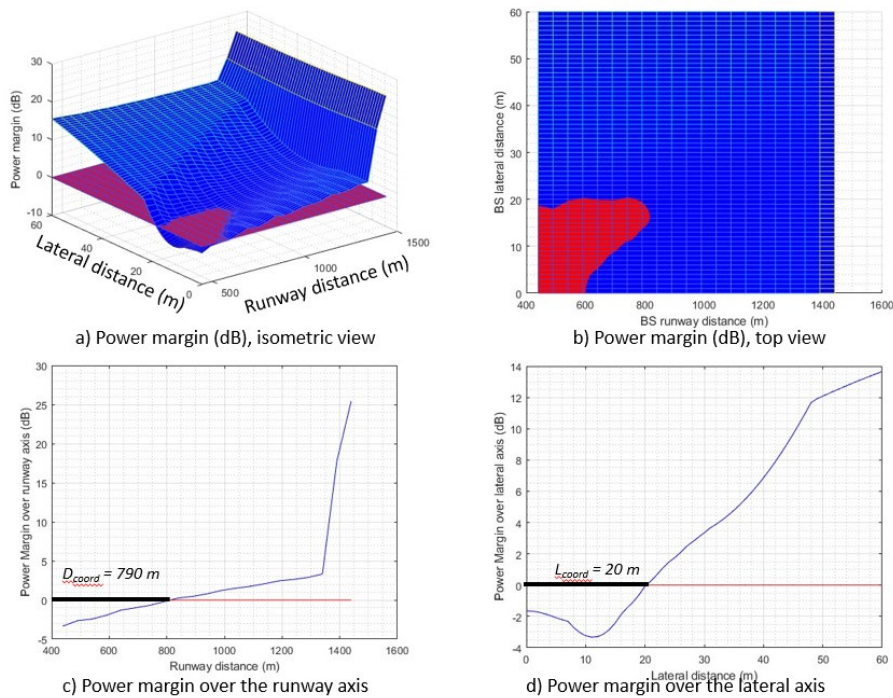 30
20
10
0
-10
Power margin (dB)
60
40
20
0
Lateral distance (m)
500
1000
1500
Runway distance (m)
a) Power margin (dB), isometric view
60
50
40
30
20
10
0
BS lateral distance (m)
400 600 800 1000 1200 1400 1600
BS runway distance (m)
b) Power margin (dB), top view
30
25
20
15
10
5
0
-5
Power Margin over runway axis (dB)
Dcoord = 790 m
400 600 800 1000 1200 1400 1600
Runway distance (m)
c) Power margin over the runway axis
14
12
10
8
6
4
2
0
-2
-4
Power Margin over lateral axis (dB)
Lcoord = 20 m
0 10 20 30 40 50 60
Lateral distance (m)
d) Power margin over the lateral axis